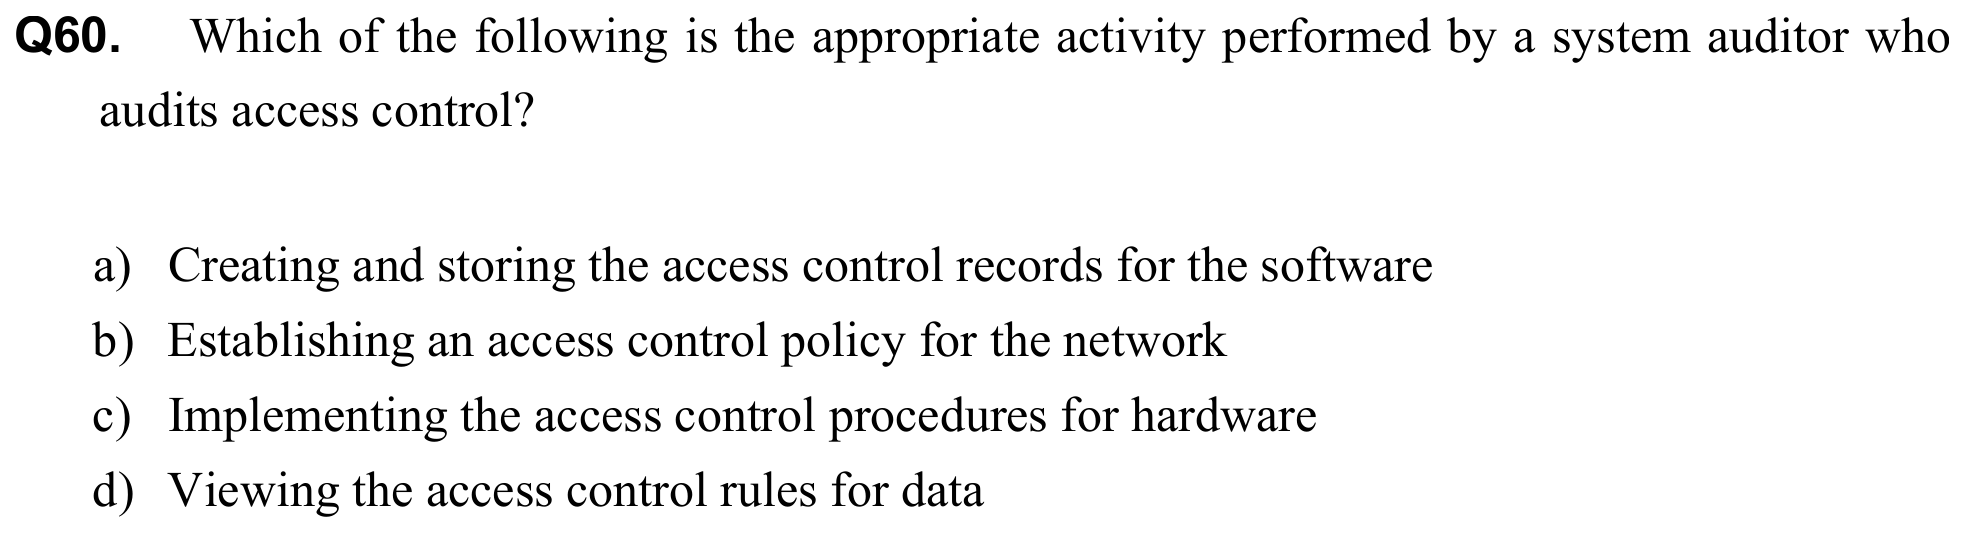 Q60. Which of the following is the appropriate activity performed by a system auditor who
audits access control?
a) Creating and storing the access control records for the software
b) Establishing an access control policy for the network
c) Implementing the access control procedures for hardware
d) Viewing the access control rules for data